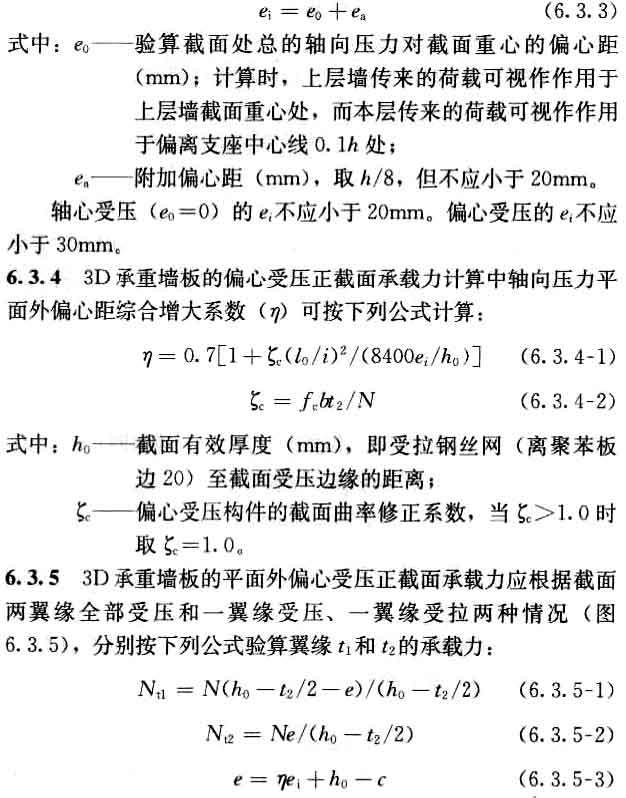 e_i = e_0 + e_a (6.3.3)
式中：e_0——验算截面处总的轴向压力对截面重心的偏心距
（mm）；计算时，上层墙传来的荷载可视作作用于
上层墙截面重心处，而本层传来的荷载可视作作用
于偏离支座中心线 0.1h 处；
e_a——附加偏心距（mm），取 h/8，但不应小于 20mm。
轴心受压（e_0=0）的 e_i 不应小于 20mm。偏心受压的 e_i 不应
小于 30mm。
6.3.4 3D 承重墙板的偏心受压正截面承载力计算中轴向压力平
面外偏心距综合增大系数（η）可按下列公式计算：
η = 0.7[1 + ζ_c(l_0/i)²/(8400e_i/h_0)] (6.3.4-1)
ζ_c = f_c b t_2/N (6.3.4-2)
式中：h_0——截面有效厚度（mm），即受拉钢丝网（离聚苯板
边 20）至截面受压边缘的距离；
ζ_c——偏心受压构件的截面曲率修正系数，当 ζ_c>1.0 时
取 ζ_c=1.0。
6.3.5 3D 承重墙板的平面外偏心受压正截面承载力应根据截面
两翼缘全部受压和一翼缘受压、一翼缘受拉两种情况（图
6.3.5），分别按下列公式验算翼缘 t_1 和 t_2 的承载力：
N_t1 = N(h_0 − t_2/2 − e)/(h_0 − t_2/2) (6.3.5-1)
N_t2 = Ne/(h_0 − t_2/2) (6.3.5-2)
e = ηe_i + h_0 − c (6.3.5-3)